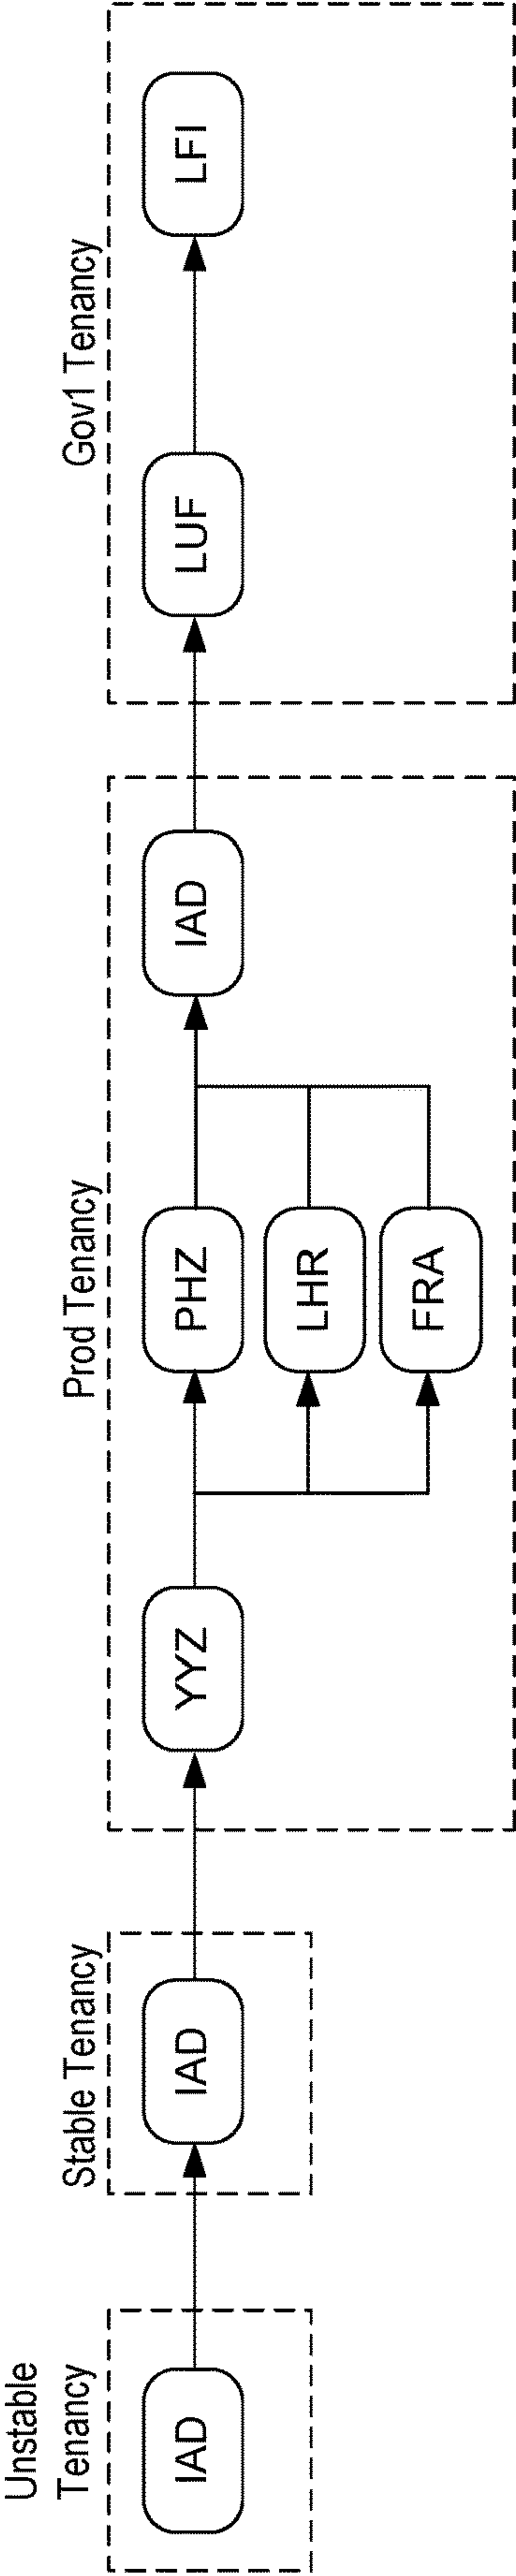 Unstable
Tenancy
IAD
Stable Tenancy
IAD
Prod Tenancy
YYZ
PHZ
LHR
FRA
IAD
Gov1 Tenancy
LUF
LFI